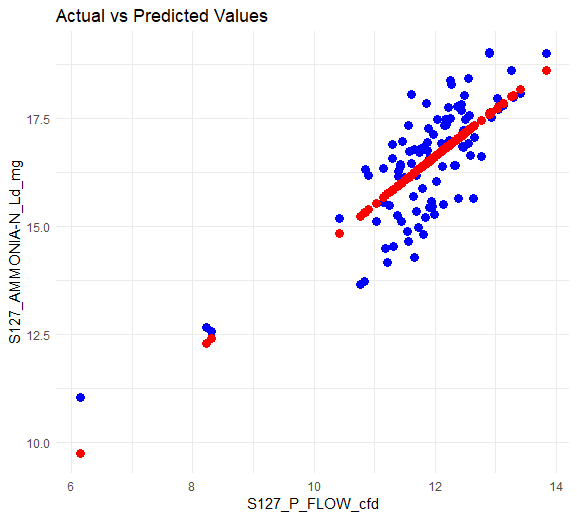 Actual vs Predicted Values
S127_AMMONIA-N_Ld_mg
17.5
15.0
12.5
10.0
6 8 10 12 14
S127_P_FLOW_cfd